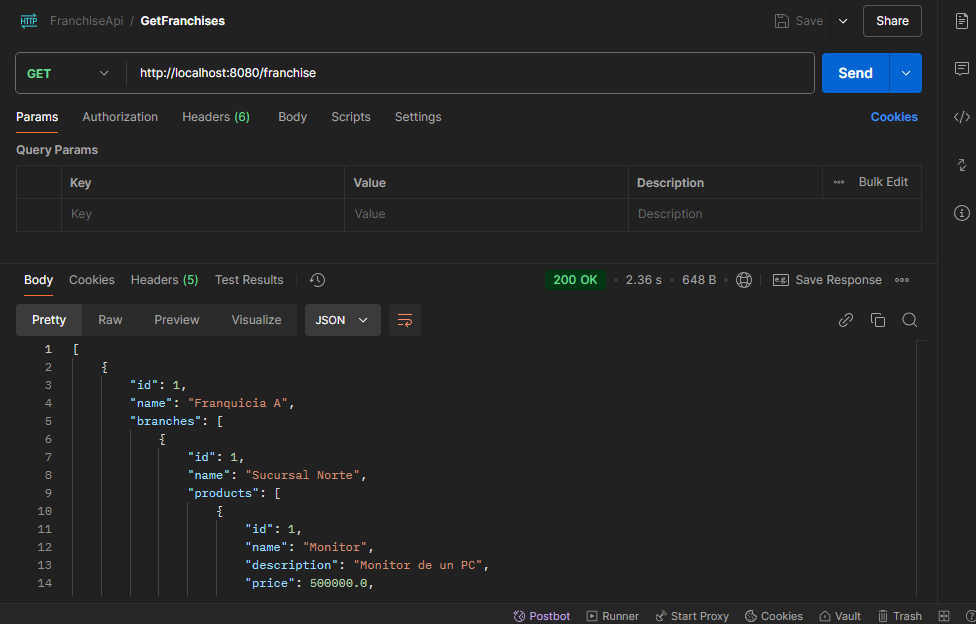 HTTP FranchiseApi / GetFranchises Save Share
GET http://localhost:8080/franchise Send
Params Authorization Headers (6) Body Scripts Settings Cookies
Query Params
Key Value Description Bulk Edit
Key Value Description
Body Cookies Headers (5) Test Results 200 OK 2.36 s 648 B e.g. Save Response
Pretty Raw Preview Visualize JSON
1 [
2 {
3 "id": 1,
4 "name": "Franquicia A",
5 "branches": [
6 {
7 "id": 1,
8 "name": "Sucursal Norte",
9 "products": [
10 {
11 "id": 1,
12 "name": "Monitor",
13 "description": "Monitor de un PC",
14 "price": 500000.0,
Postbot Runner Start Proxy Cookies Vault Trash